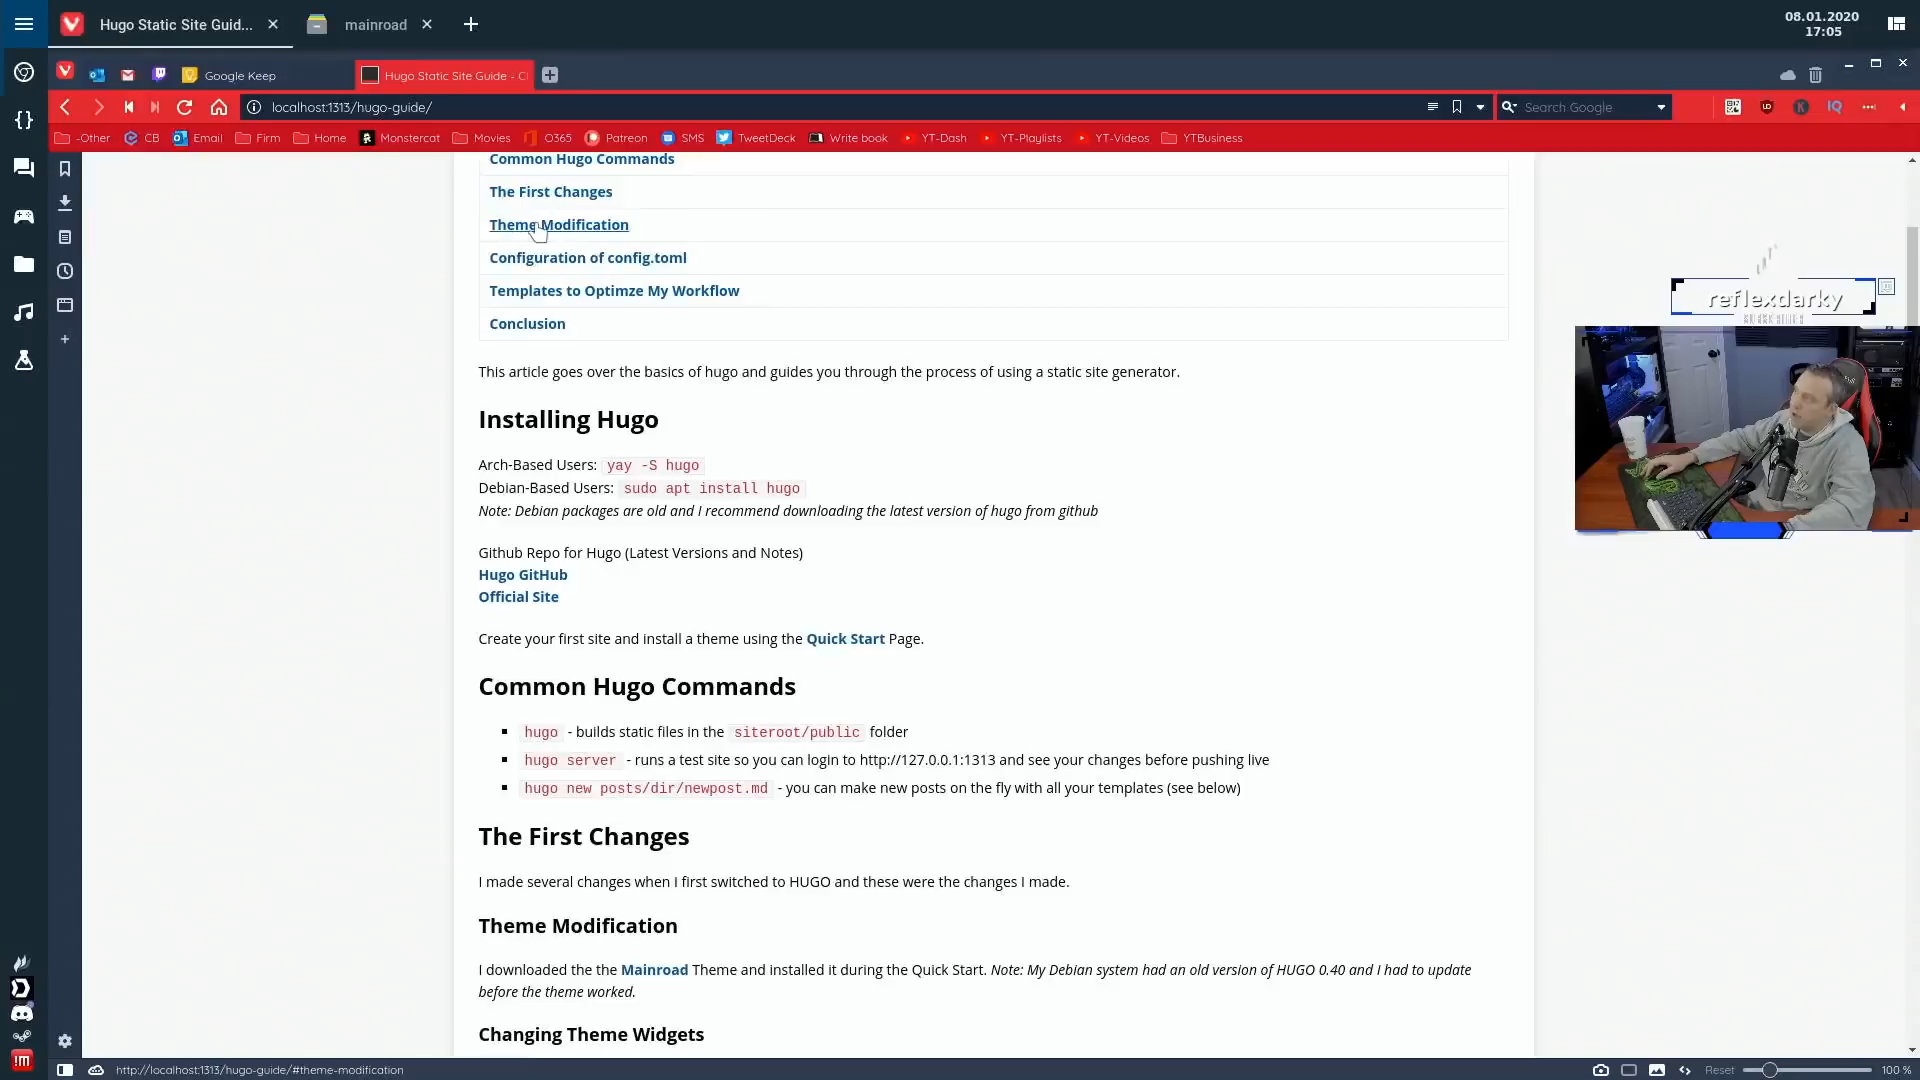 Hugo Static Site Guid...
mainroad
08.01.2020
17:05
Google Keep
Hugo Static Site Guide - C
localhost:1313/hugo-guide/
Search Google
-Other
CB
Email
Firm
Home
Monstercat
Movies
O365
Patreon
SMS
TweetDeck
Write book
YT-Dash
YT-Playlists
YT-Videos
YTBusiness
Common Hugo Commands
The First Changes
Theme Modification
Configuration of config.toml
Templates to Optimze My Workflow
Conclusion
reflexdarky
This article goes over the basics of hugo and guides you through the process of using a static site generator.
Installing Hugo
Arch-Based Users: yay -S hugo
Debian-Based Users: sudo apt install hugo
Note: Debian packages are old and I recommend downloading the latest version of hugo from github
Github Repo for Hugo (Latest Versions and Notes)
Hugo GitHub
Official Site
Create your first site and install a theme using the Quick Start Page.
Common Hugo Commands
hugo - builds static files in the siteroot/public folder
hugo server - runs a test site so you can login to http://127.0.0.1:1313 and see your changes before pushing live
hugo new posts/dir/newpost.md - you can make new posts on the fly with all your templates (see below)
The First Changes
I made several changes when I first switched to HUGO and these were the changes I made.
Theme Modification
I downloaded the the Mainroad Theme and installed it during the Quick Start. Note: My Debian system had an old version of HUGO 0.40 and I had to update
before the theme worked.
Changing Theme Widgets
http://localhost:1313/hugo-guide/#theme-modification
Reset
100 %